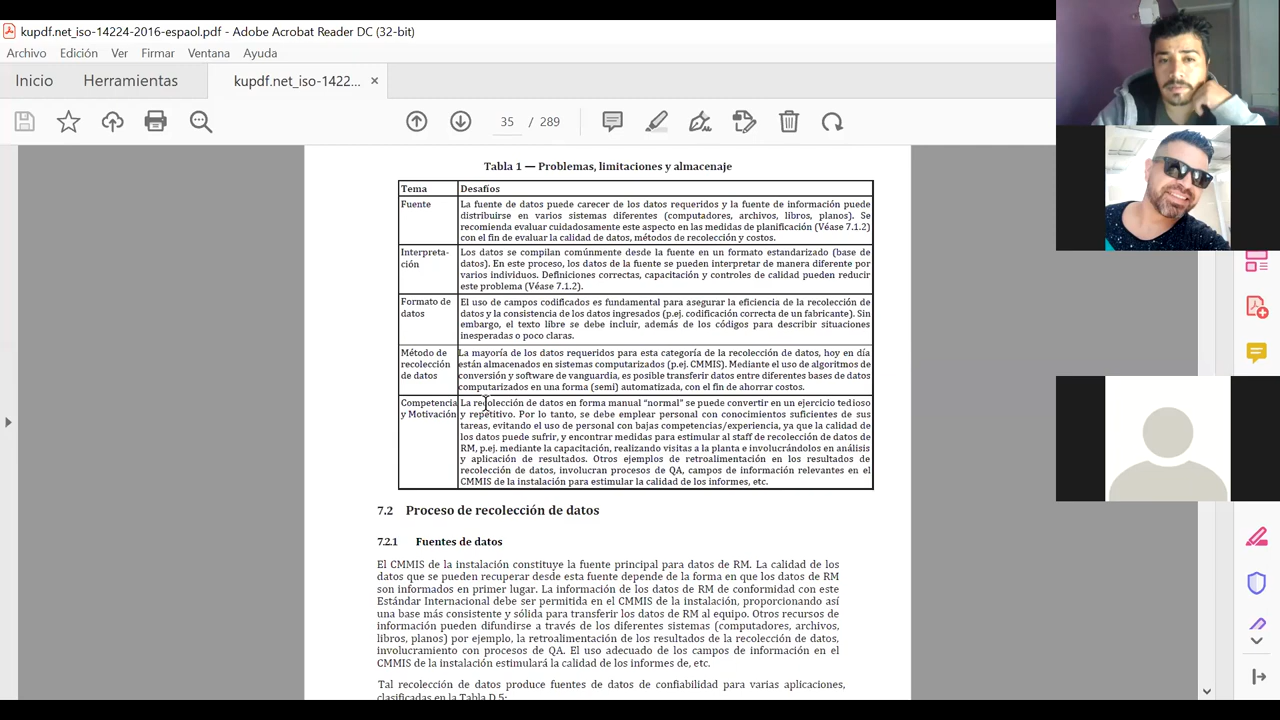 kupdf.net_iso-14224-2016-espaol.pdf - Adobe Acrobat Reader DC (32-bit)
Archivo Edición Ver Firmar Ventana Ayuda
Inicio Herramientas kupdf.net_iso-1422... ×
35 / 289
Tabla 1 — Problemas, limitaciones y almacenaje
Tema Desafíos
Fuente La fuente de datos puede carecer de los datos requeridos y la fuente de información puede
distribuirse en varios sistemas diferentes (computadores, archivos, libros, planos). Se
recomienda evaluar cuidadosamente este aspecto en las medidas de planificación (Véase 7.1.2)
con el fin de evaluar la calidad de datos, métodos de recolección y costos.
Interpreta- Los datos se compilan comúnmente desde la fuente en un formato estandarizado (base de
ción datos). En este proceso, los datos de la fuente se pueden interpretar de manera diferente por
varios individuos. Definiciones correctas, capacitación y controles de calidad pueden reducir
este problema (Véase 7.1.2).
Formato de El uso de campos codificados es fundamental para asegurar la eficiencia de la recolección de
datos datos y la consistencia de los datos ingresados (p.ej. codificación correcta de un fabricante). Sin
embargo, el texto libre se debe incluir, además de los códigos para describir situaciones
inesperadas o poco claras.
Método de La mayoría de los datos requeridos para esta categoría de la recolección de datos, hoy en día
recolección están almacenados en sistemas computarizados (p.ej. CMMIS). Mediante el uso de algoritmos de
de datos conversión y software de vanguardia, es posible transferir datos entre diferentes bases de datos
computarizados en una forma (semi) automatizada, con el fin de ahorrar costos.
Competencia La recolección de datos en forma manual “normal” se puede convertir en un ejercicio tedioso
y Motivación y repetitivo. Por lo tanto, se debe emplear personal con conocimientos suficientes de sus
tareas, evitando el uso de personal con bajas competencias/experiencia, ya que la calidad de
los datos puede sufrir, y encontrar medidas para estimular al staff de recolección de datos de
RM, p.ej. mediante la capacitación, realizando visitas a la planta e involucrándolos en análisis
y aplicación de resultados. Otros ejemplos de retroalimentación en los resultados de
recolección de datos, involucran procesos de QA, campos de información relevantes en el
CMMIS de la instalación para estimular la calidad de los informes, etc.
7.2 Proceso de recolección de datos
7.2.1 Fuentes de datos
El CMMIS de la instalación constituye la fuente principal para datos de RM. La calidad de los
datos que se pueden recuperar desde esta fuente depende de la forma en que los datos de RM
son informados en primer lugar. La información de los datos de RM de conformidad con este
Estándar Internacional debe ser permitida en el CMMIS de la instalación, proporcionando así
una base más consistente y sólida para transferir los datos de RM al equipo. Otros recursos de
información pueden difundirse a través de los diferentes sistemas (computadores, archivos,
libros, planos) por ejemplo, la retroalimentación de los resultados de la recolección de datos,
involucramiento con procesos de QA. El uso adecuado de los campos de información en el
CMMIS de la instalación estimulará la calidad de los informes de, etc.
Tal recolección de datos produce fuentes de datos de confiabilidad para varias aplicaciones,
clasificadas en la Tabla D.5: